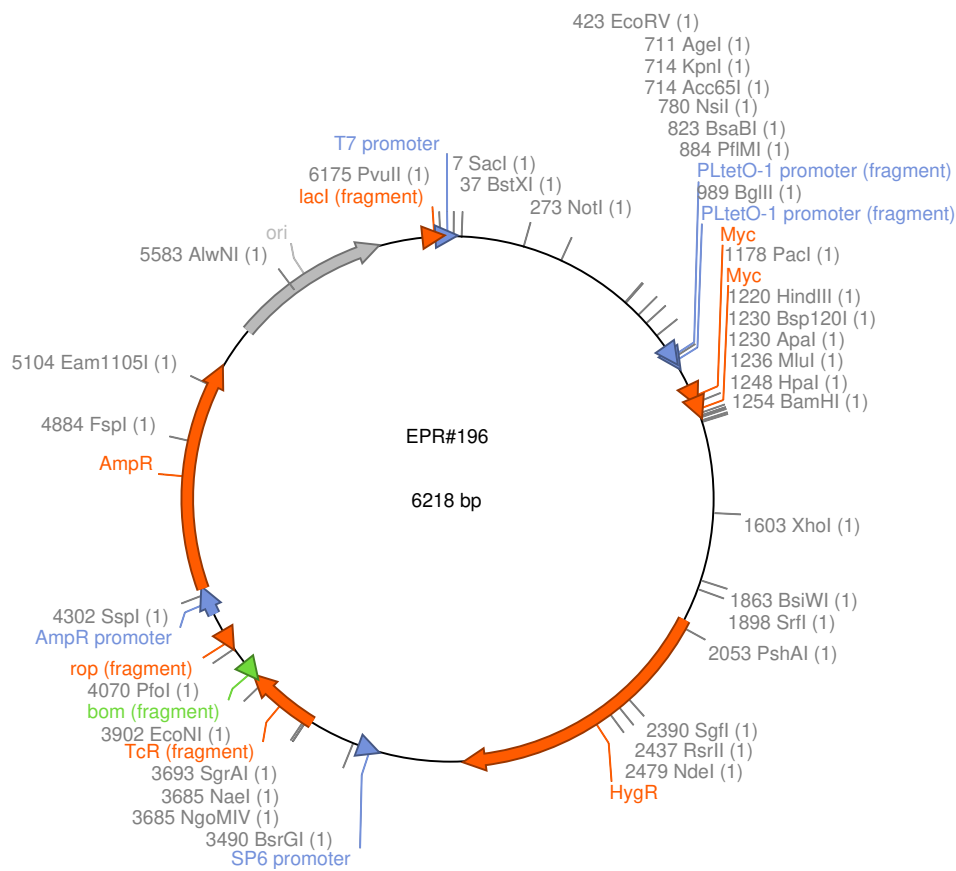 423 EcoRV (1)
711 AgeI (1)
714 KpnI (1)
714 Acc65I (1)
780 NsiI (1)
823 BsaBI (1)
884 PflMI (1)
T7 promoter
7 SacI (1)
PLtetO-1 promoter (fragment)
6175 PvuII (1)
37 BstXI (1)
989 BglII (1)
lacI (fragment)
273 NotI (1)
PLtetO-1 promoter (fragment)
ori
Myc
5583 AlwNI (1)
1178 PacI (1)
Myc
1220 HindIII (1)
1230 Bsp120I (1)
1230 ApaI (1)
5104 Eam1105I (1)
1236 MluI (1)
1248 HpaI (1)
1254 BamHI (1)
4884 FspI (1)
EPR#196
AmpR
6218 bp
1603 XhoI (1)
1863 BsiWI (1)
4302 SspI (1)
1898 SrfI (1)
AmpR promoter
2053 PshAI (1)
rop (fragment)
4070 PfoI (1)
bom (fragment)
3902 EcoNI (1)
2390 SgfI (1)
TcR (fragment)
2437 RsrII (1)
3693 SgrAI (1)
2479 NdeI (1)
3685 NaeI (1)
HygR
3685 NgoMIV (1)
3490 BsrGI (1)
SP6 promoter